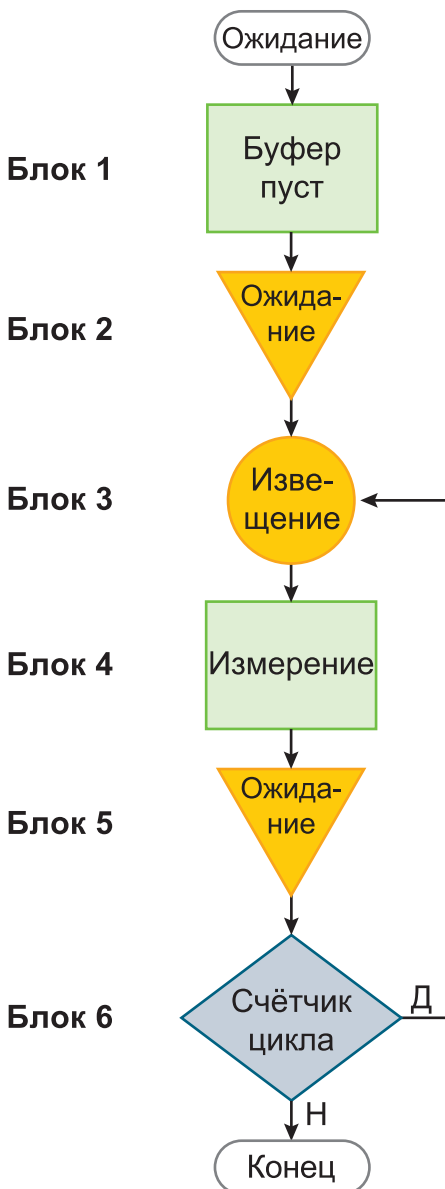 Ожидание
Блок 1
Буфер
пуст
Блок 2
Ожида-
ние
Блок 3
Изве-
щение
Блок 4
Измерение
Блок 5
Ожида-
ние
Блок 6
Счётчик
цикла
Д
Н
Конец